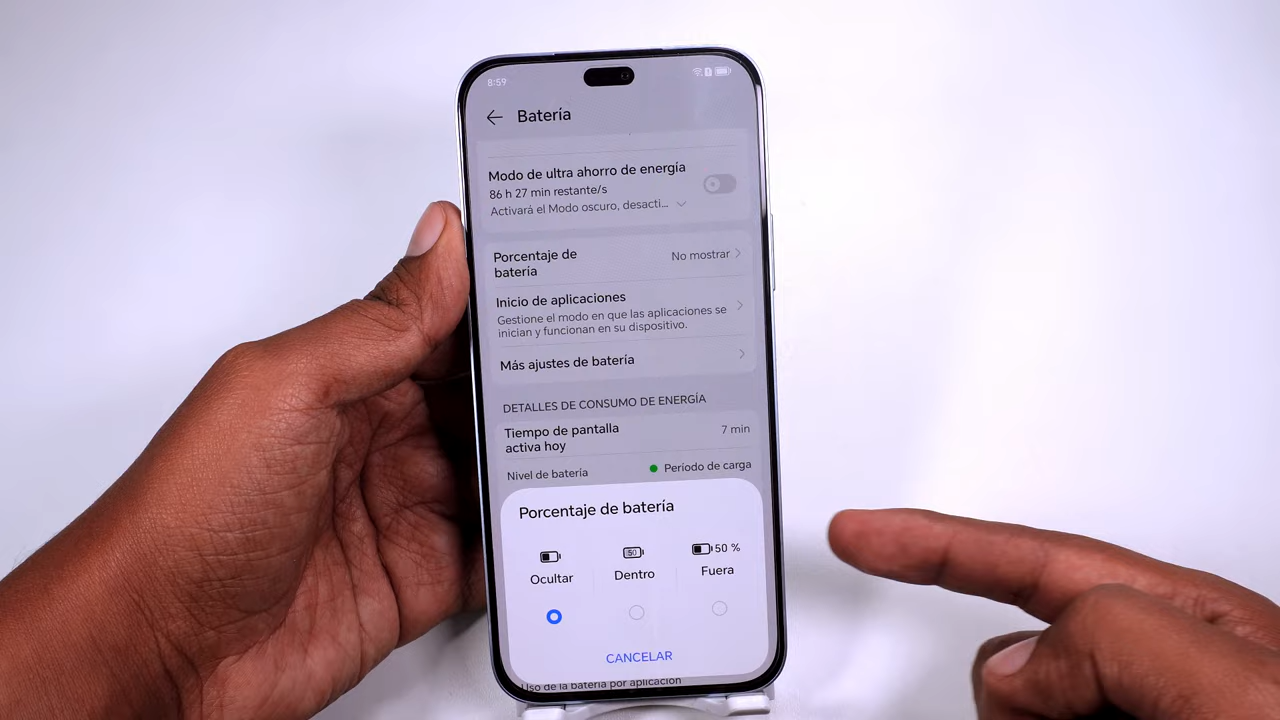 8:59
Batería
Modo de ultra ahorro de energía
86 h 27 min restante/s
Activará el Modo oscuro, desacti...
Porcentaje de
batería
No mostrar
Inicio de aplicaciones
Gestione el modo en que las aplicaciones se
inician y funcionan en su dispositivo.
Más ajustes de batería
DETALLES DE CONSUMO DE ENERGÍA
Tiempo de pantalla
activa hoy
7 min
Nivel de batería
Período de carga
Porcentaje de batería
50
50 %
Ocultar
Dentro
Fuera
CANCELAR
Uso de la batería por aplicación